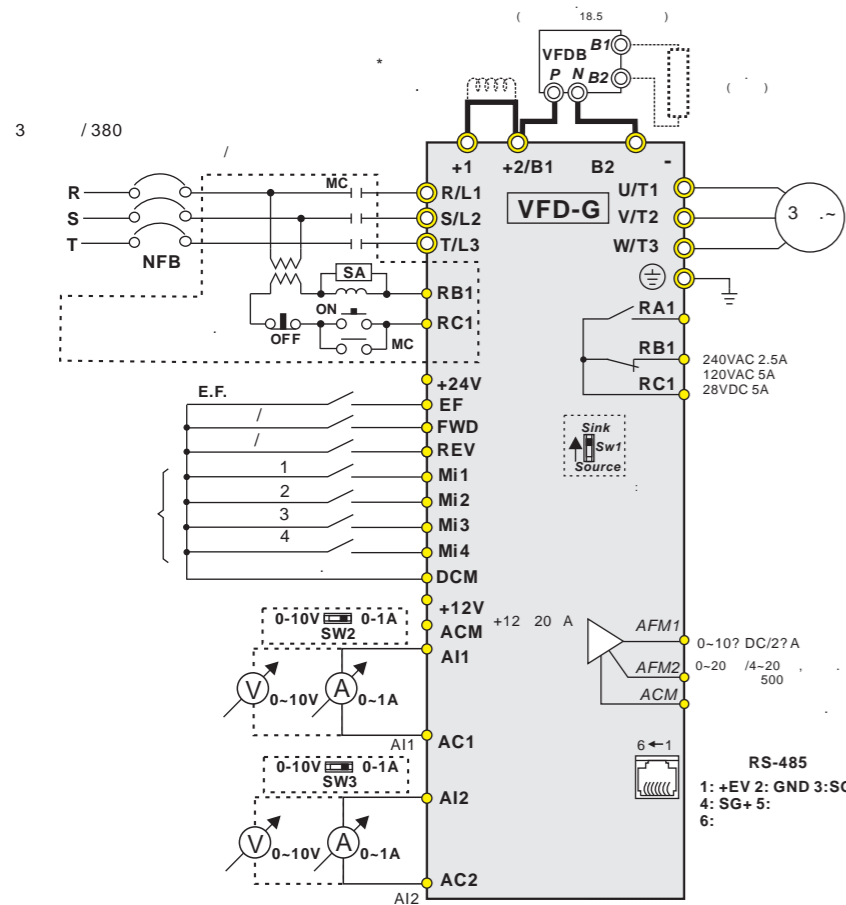 ( 18.5 )
VFDB B1
P N B2
*
( )
3 / 380
/
+1 +2/B1 B2 -
R MC R/L1
S S/L2
T T/L3
NFB
VFD-G
U/T1
V/T2
W/T3
3 .~
SA
RB1
ON
RC1
OFF
MC
RA1
RB1
RC1
240VAC 2.5A
120VAC 5A
28VDC 5A
+24V
E.F. EF
/ FWD
/ REV
1 Mi1
2 Mi2
3 Mi3
4 Mi4
DCM
Sink
Sw1
Source
:
+12V
0-10V 0-1A
SW2
ACM
+12 20 A
AI1
V 0~10V A 0~1A
AI1 AC1
0-10V 0-1A
SW3
AI2
V 0~10V A 0~1A
AC2
AI2
AFM1
0~10? DC/2? A
AFM2
0~20 /4~20 ,
500
ACM
6←1
RS-485
1: +EV 2: GND 3:SG
4: SG+ 5:
6: